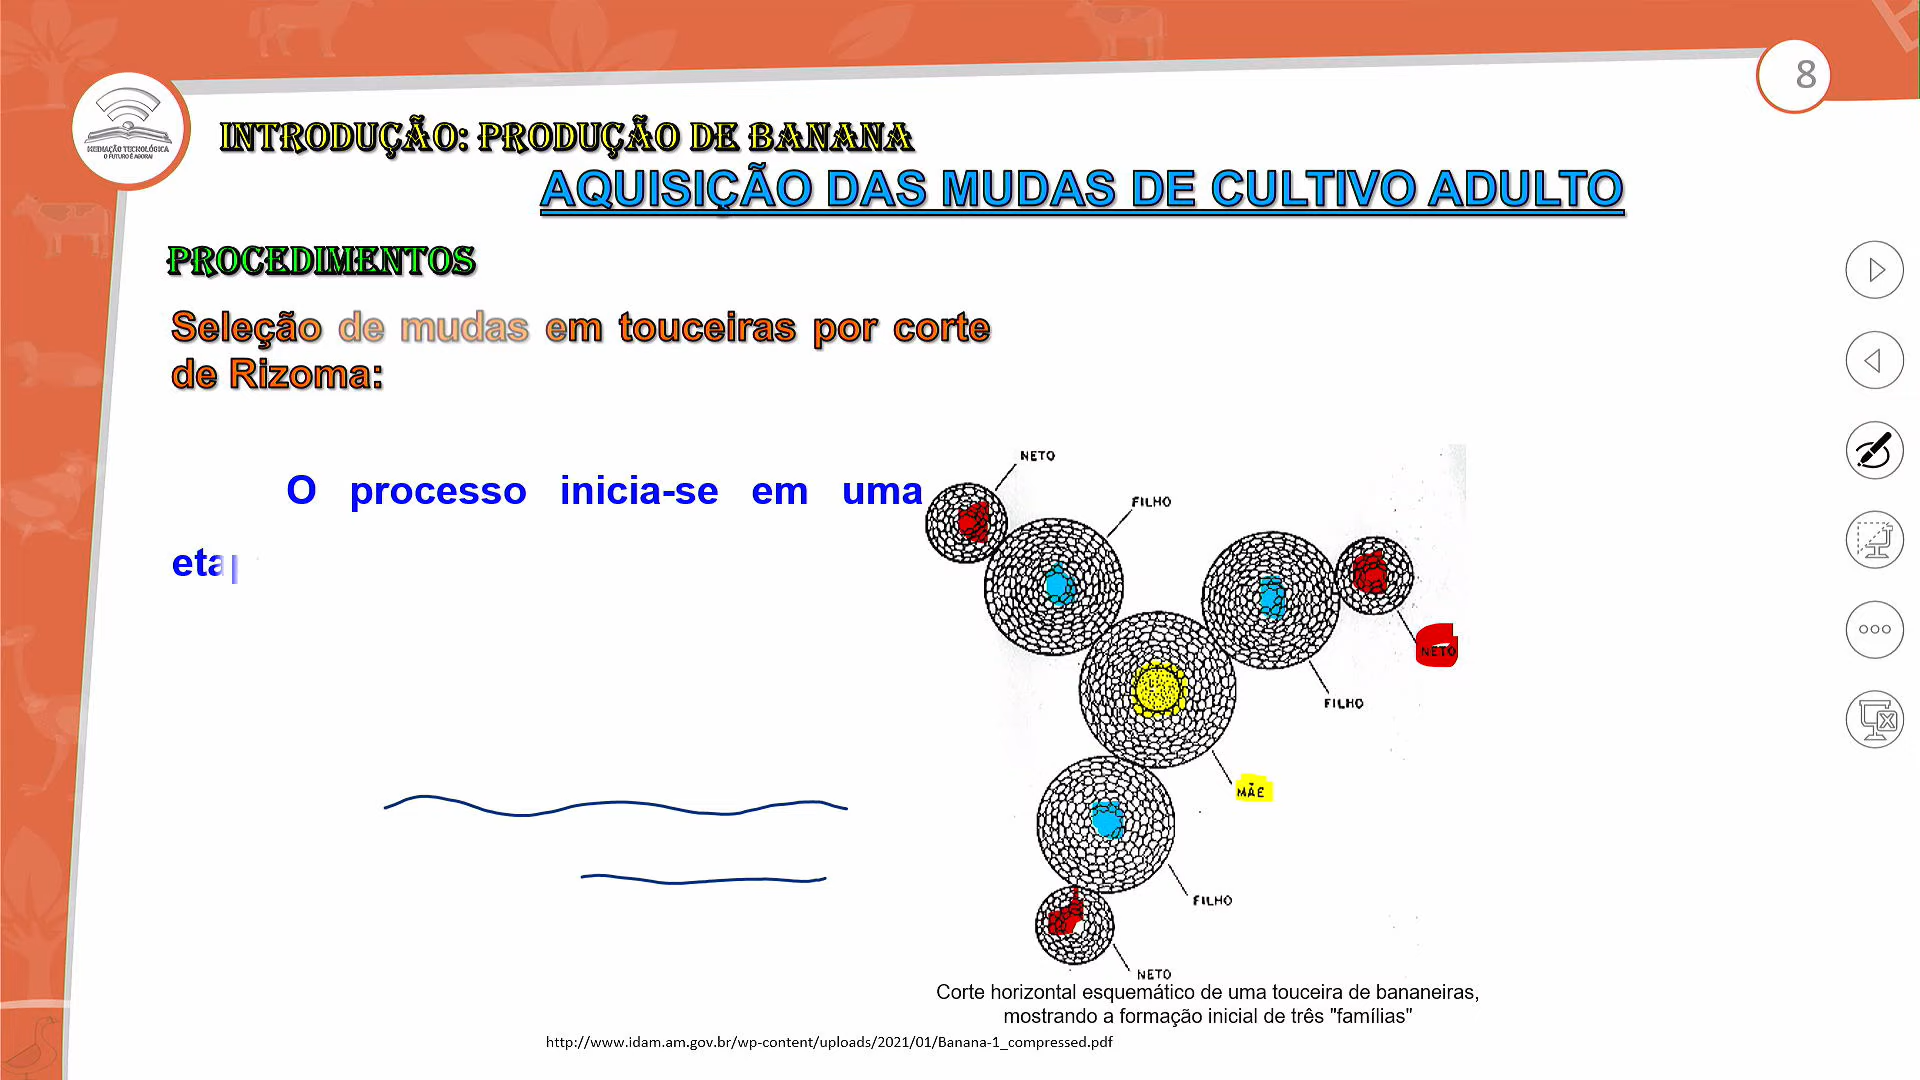 8
MEDIAÇÃO TECNOLÓGICA
O FUTURO É AGORA!
INTRODUÇÃO: PRODUÇÃO DE BANANA
AQUISIÇÃO DAS MUDAS DE CULTIVO ADULTO
PROCEDIMENTOS
Seleção de mudas em touceiras por corte
de Rizoma:
O processo inicia-se em uma
NETO
FILHO
NETO
FILHO
MÃE
FILHO
NETO
Corte horizontal esquemático de uma touceira de bananeiras,
mostrando a formação inicial de três "famílias"
http://www.idam.am.gov.br/wp-content/uploads/2021/01/Banana-1_compressed.pdf